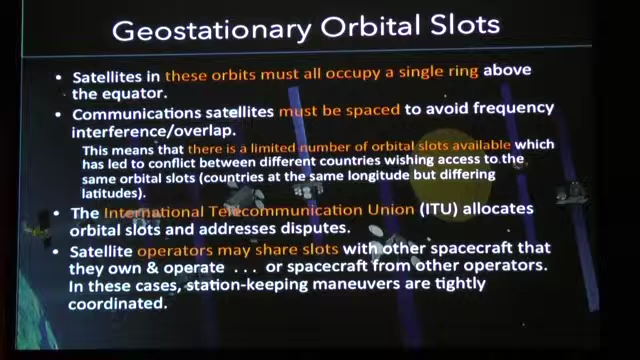 Geostationary Orbital Slots
• Satellites in these orbits must all occupy a single ring above
the equator.
• Communications satellites must be spaced to avoid frequency
interference/overlap.
This means that there is a limited number of orbital slots available which
has led to conflict between different countries wishing access to the
same orbital slots (countries at the same longitude but differing
latitudes).
• The International Telecommunication Union (ITU) allocates
orbital slots and addresses disputes.
• Satellite operators may share slots with other spacecraft that
they own & operate . . . or spacecraft from other operators.
In these cases, station-keeping maneuvers are tightly
coordinated.